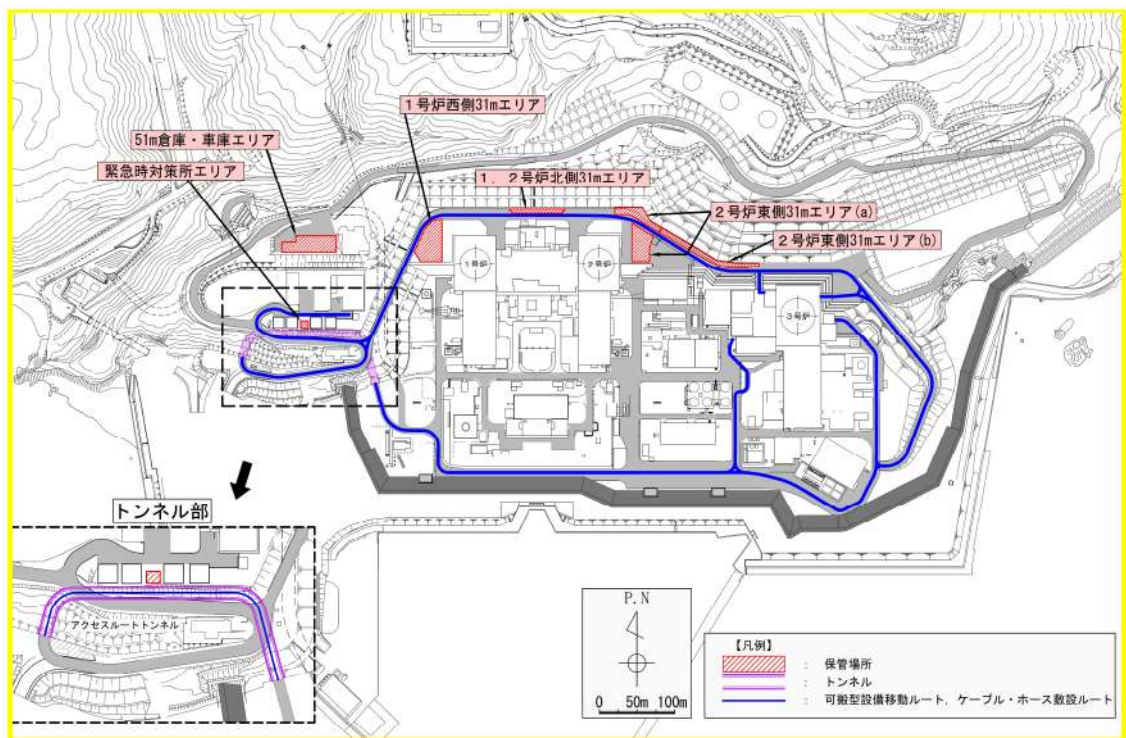 1号炉西側31mエリア
51m倉庫・車庫エリア
緊急時対策所エリア
1，2号炉北側31mエリア
2号炉東側31mエリア(a)
2号炉東側31mエリア(b)
1号炉
2号炉
3号炉
トンネル部
アクセスルートトンネル
P.N
0 50m 100m
【凡例】
： 保管場所
： トンネル
： 可搬型設備移動ルート，ケーブル・ホース敷設ルート